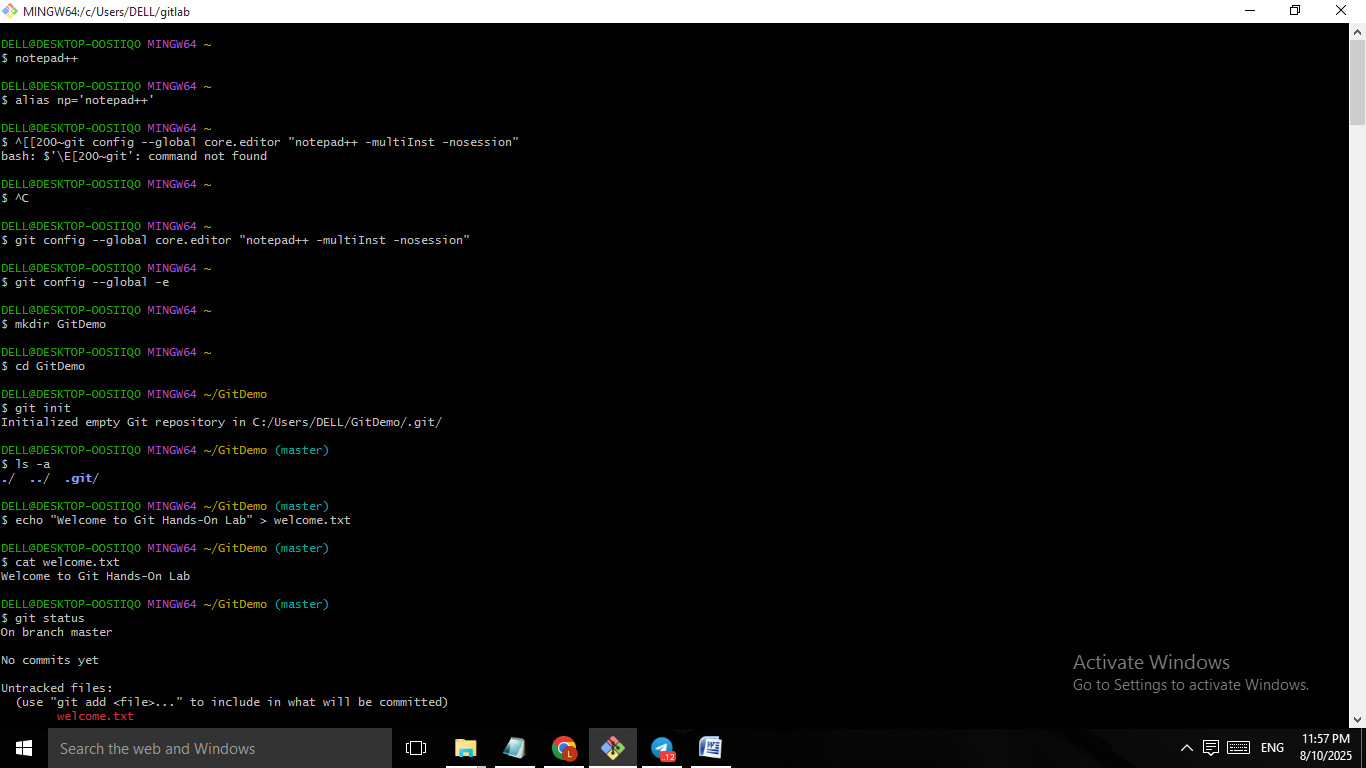 MINGW64:/c/Users/DELL/gitlab
DELL@DESKTOP-OOSIIQO MINGW64 ~
$ notepad++
DELL@DESKTOP-OOSIIQO MINGW64 ~
$ alias np='notepad++'
DELL@DESKTOP-OOSIIQO MINGW64 ~
$ ^[[200~git config --global core.editor "notepad++ -multiInst -nosession"
bash: $'\E[200~git': command not found
DELL@DESKTOP-OOSIIQO MINGW64 ~
$ ^C
DELL@DESKTOP-OOSIIQO MINGW64 ~
$ git config --global core.editor "notepad++ -multiInst -nosession"
DELL@DESKTOP-OOSIIQO MINGW64 ~
$ git config --global -e
DELL@DESKTOP-OOSIIQO MINGW64 ~
$ mkdir GitDemo
DELL@DESKTOP-OOSIIQO MINGW64 ~
$ cd GitDemo
DELL@DESKTOP-OOSIIQO MINGW64 ~/GitDemo
$ git init
Initialized empty Git repository in C:/Users/DELL/GitDemo/.git/
DELL@DESKTOP-OOSIIQO MINGW64 ~/GitDemo (master)
$ ls -a
./ ../ .git/
DELL@DESKTOP-OOSIIQO MINGW64 ~/GitDemo (master)
$ echo "Welcome to Git Hands-On Lab" > welcome.txt
DELL@DESKTOP-OOSIIQO MINGW64 ~/GitDemo (master)
$ cat welcome.txt
Welcome to Git Hands-On Lab
DELL@DESKTOP-OOSIIQO MINGW64 ~/GitDemo (master)
$ git status
On branch master
No commits yet
Untracked files:
(use "git add <file>..." to include in what will be committed)
welcome.txt
Activate Windows
Go to Settings to activate Windows.
Search the web and Windows
L
..12
W
ENG
11:57 PM
8/10/2025